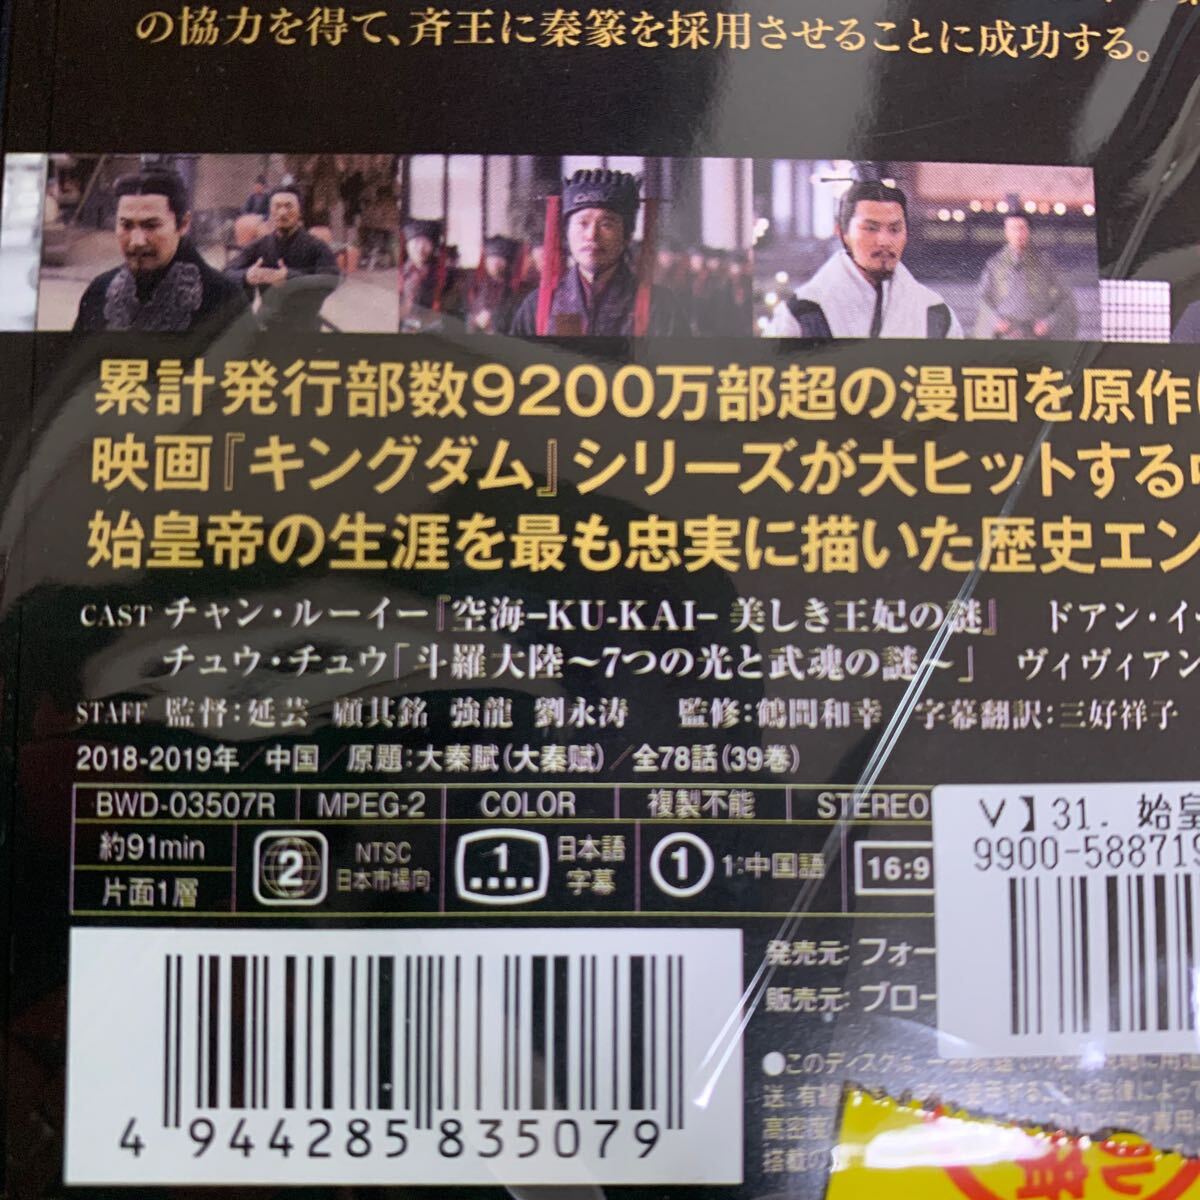 の協力を得て、斉王に秦篆を採用させることに成功する。
累計発行部数9200万部超の漫画を原作
映画『キングダム』シリーズが大ヒットする
始皇帝の生涯を最も忠実に描いた歴史エン
CAST チャン・ルーイー『空海−KU-KAI− 美しき王妃の謎』 ドアン・イ
チュウ・チュウ「斗羅大陸〜7つの光と武魂の謎〜」 ヴィヴィアン
STAFF 監督:延芸 顧其銘 強龍 劉永涛 監修:鶴間和幸 字幕翻訳:三好祥子
2018-2019年/中国/原題:大秦賦(大秦赋)/全78話(39巻)
BWD-03507R MPEG-2 COLOR 複製不能 STEREO
約91min
片面1層
2 NTSC 日本市場向
1 日本語字幕
1 1:中国語
16:9
V】31. 始皇
9900-588719
発売元: フォー
販売元: ブロー
4 944285 835079
●このディスクは、
送、有線
高密度
搭載の